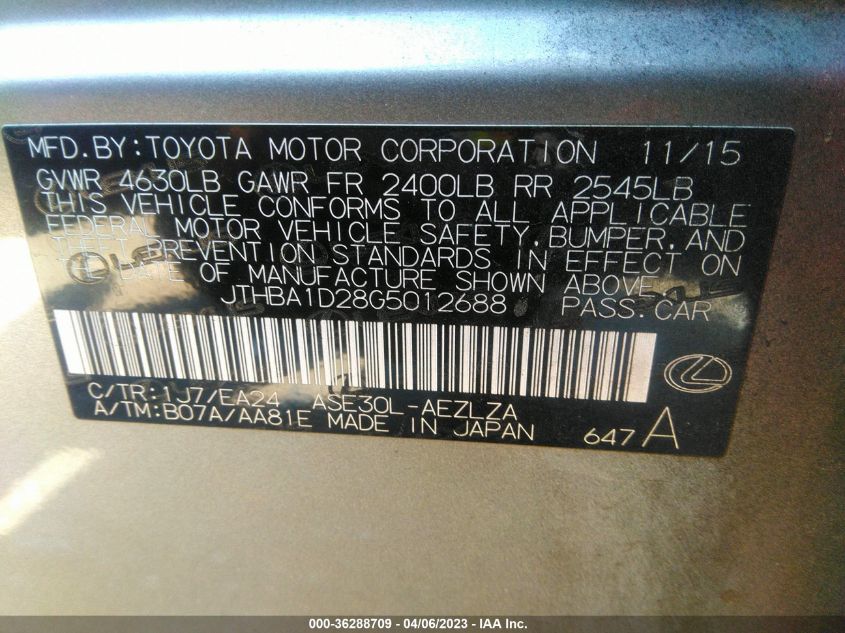 MFD.BY:TOYOTA MOTOR CORPORATION 11/15
GVWR 4630LB GAWR FR 2400LB RR 2545LB
THIS VEHICLE CONFORMS TO ALL APPLICABLE
FEDERAL MOTOR VEHICLE SAFETY,BUMPER,AND
THEFT PREVENTION STANDARDS IN EFFECT ON
THE DATE OF MANUFACTURE SHOWN ABOVE.
JTHBA1D28G5012688 PASS.CAR
C/TR:1J7/EA24 ASE30L-AEZLZA
A/TM:B07A/AA81E MADE IN JAPAN 647A
000-36288709 - 04/06/2023 - IAA Inc.